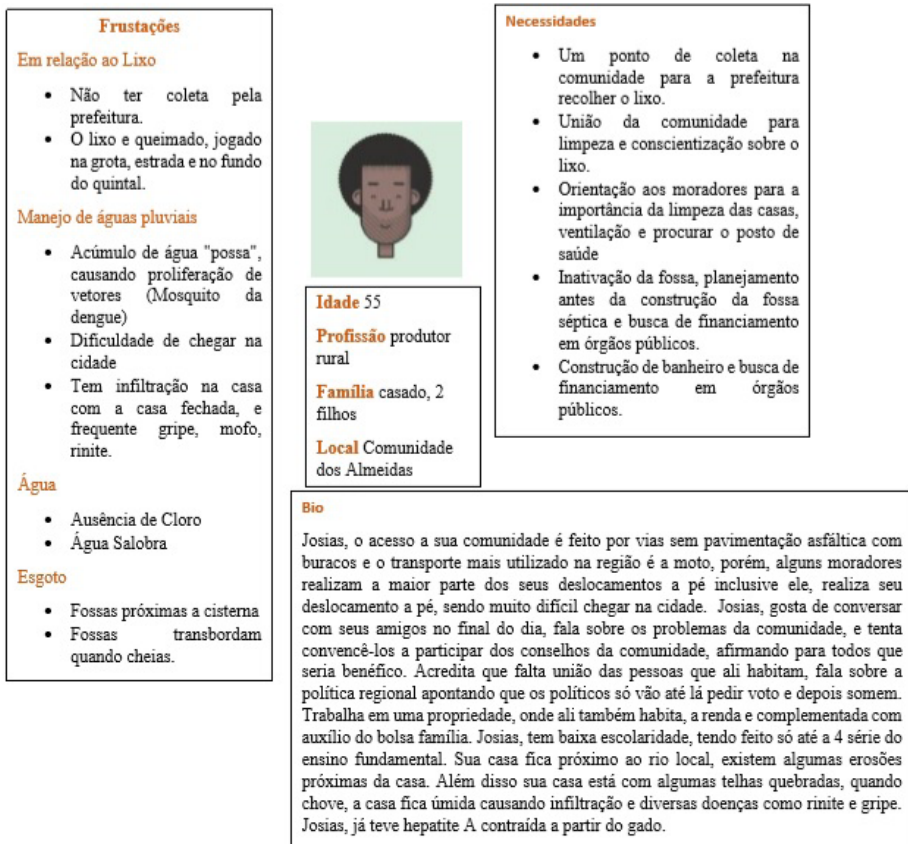 Frustações
Em relação ao Lixo
• Não ter coleta pela
prefeitura.
• O lixo e queimado, jogado
na grota, estrada e no fundo
do quintal.
Manejo de águas pluviais
• Acúmulo de água "possa",
causando proliferação de
vetores (Mosquito da
dengue)
• Dificuldade de chegar na
cidade
• Tem infiltração na casa
com a casa fechada, e
frequente gripe, mofo,
rinite.
Água
• Ausência de Cloro
• Água Salobra
Esgoto
• Fossas próximas a cisterna
• Fossas transbordam
quando cheias.
Idade 55
Profissão produtor
rural
Família casado, 2
filhos
Local Comunidade
dos Almeidas
Necessidades
• Um ponto de coleta na
comunidade para a prefeitura
recolher o lixo.
• União da comunidade para
limpeza e conscientização sobre o
lixo.
• Orientação aos moradores para a
importância da limpeza das casas,
ventilação e procurar o posto de
saúde
• Inativação da fossa, planejamento
antes da construção da fossa
séptica e busca de financiamento
em órgãos públicos.
• Construção de banheiro e busca de
financiamento em órgãos
públicos.
Bio
Josias, o acesso a sua comunidade é feito por vias sem pavimentação asfáltica com
buracos e o transporte mais utilizado na região é a moto, porém, alguns moradores
realizam a maior parte dos seus deslocamentos a pé inclusive ele, realiza seu
deslocamento a pé, sendo muito difícil chegar na cidade. Josias, gosta de conversar
com seus amigos no final do dia, fala sobre os problemas da comunidade, e tenta
convencê-los a participar dos conselhos da comunidade, afirmando para todos que
seria benéfico. Acredita que falta união das pessoas que ali habitam, fala sobre a
política regional apontando que os políticos só vão até lá pedir voto e depois somem.
Trabalha em uma propriedade, onde ali também habita, a renda e complementada com
auxílio do bolsa família. Josias, tem baixa escolaridade, tendo feito só até a 4 série do
ensino fundamental. Sua casa fica próximo ao rio local, existem algumas erosões
próximas da casa. Além disso sua casa está com algumas telhas quebradas, quando
chove, a casa fica úmida causando infiltração e diversas doenças como rinite e gripe.
Josias, já teve hepatite A contraída a partir do gado.